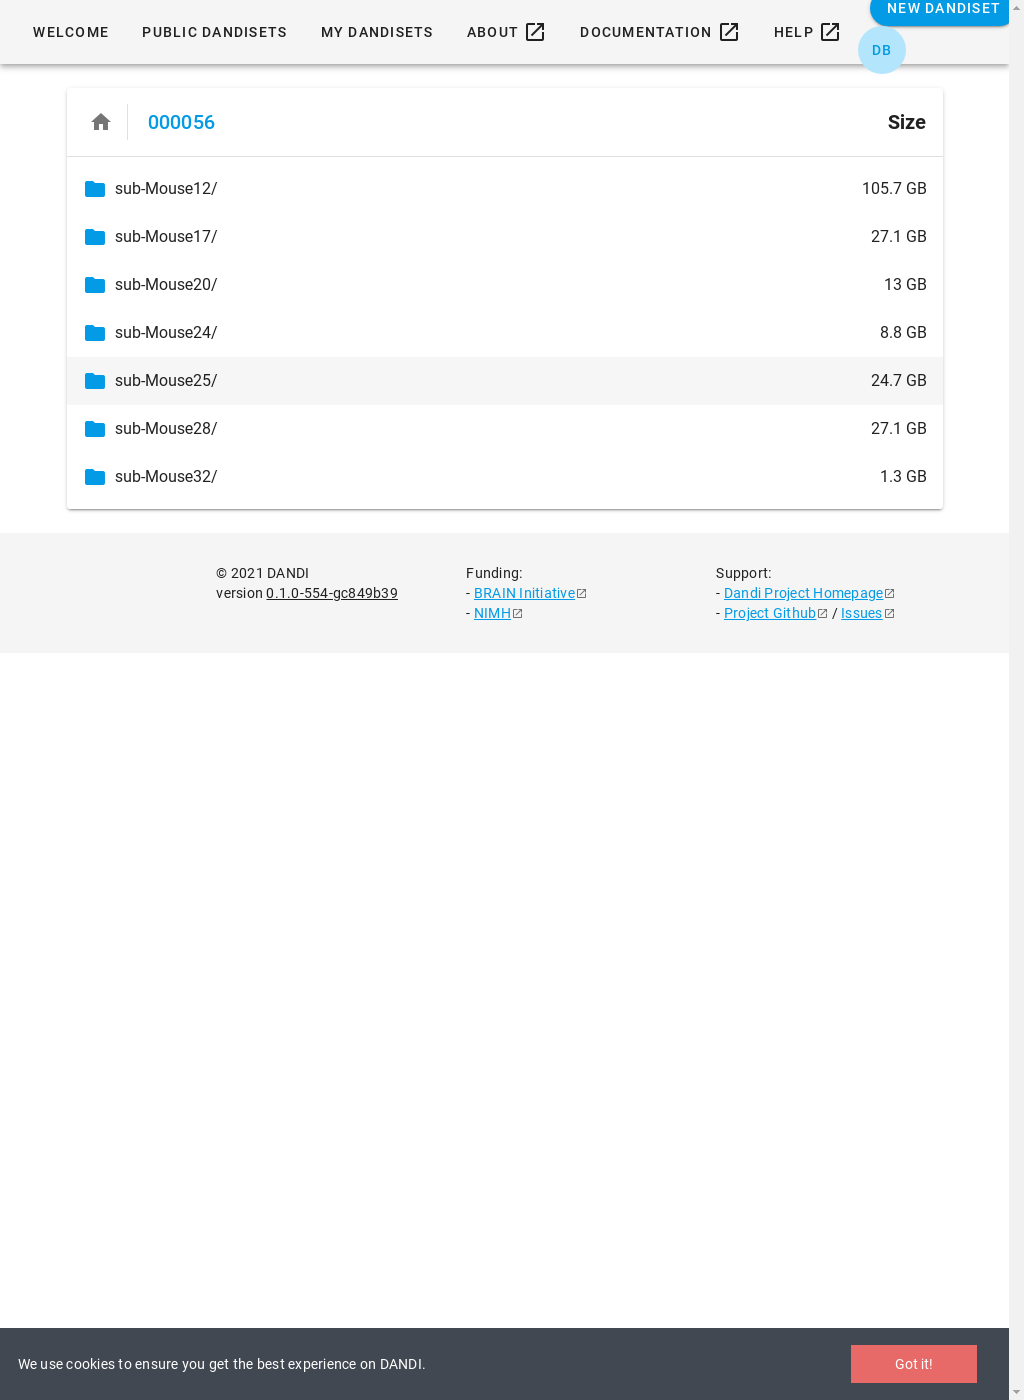 NEW DANDISET
WELCOME PUBLIC DANDISETS MY DANDISETS ABOUT DOCUMENTATION HELP
DB
000056 Size
sub-Mouse12/ 105.7 GB
sub-Mouse17/ 27.1 GB
sub-Mouse20/ 13 GB
sub-Mouse24/ 8.8 GB
sub-Mouse25/ 24.7 GB
sub-Mouse28/ 27.1 GB
sub-Mouse32/ 1.3 GB
© 2021 DANDI
version 0.1.0-554-gc849b39
Funding:
- BRAIN Initiative
- NIMH
Support:
- Dandi Project Homepage
- Project Github / Issues
We use cookies to ensure you get the best experience on DANDI.
Got it!